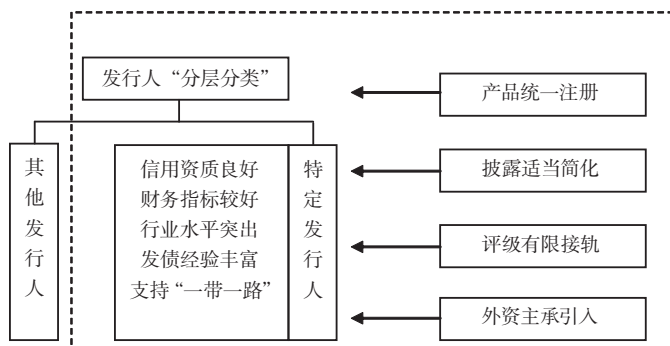 发行人“分层分类”
产品统一注册
其他发行人
信用资质良好
财务指标较好
行业水平突出
发债经验丰富
支持“一带一路”
特定发行人
披露适当简化
评级有限接轨
外资主承引入